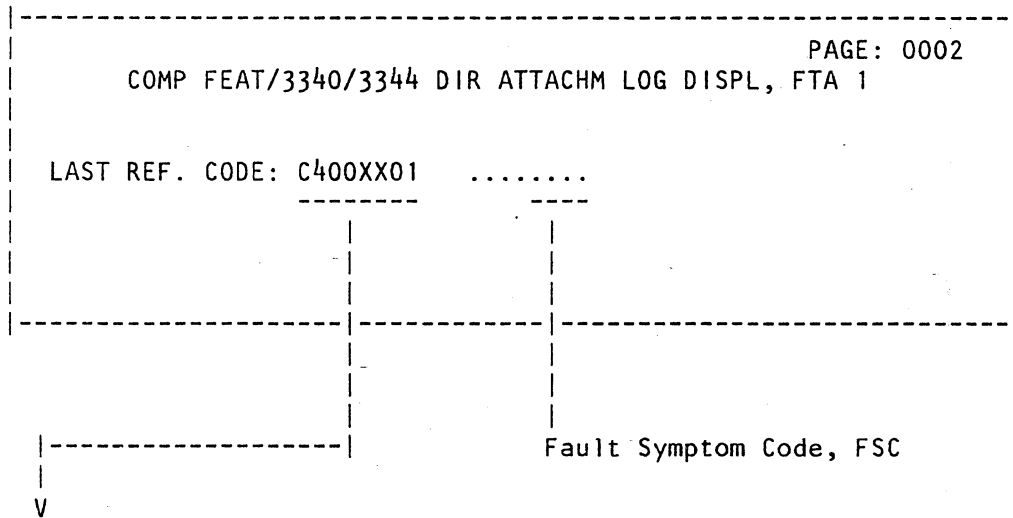 PAGE: 0002
COMP FEAT/3340/3344 DIR ATTACHM LOG DISPL, FTA 1
LAST REF. CODE: C400XX01 ........
Fault Symptom Code, FSC
V